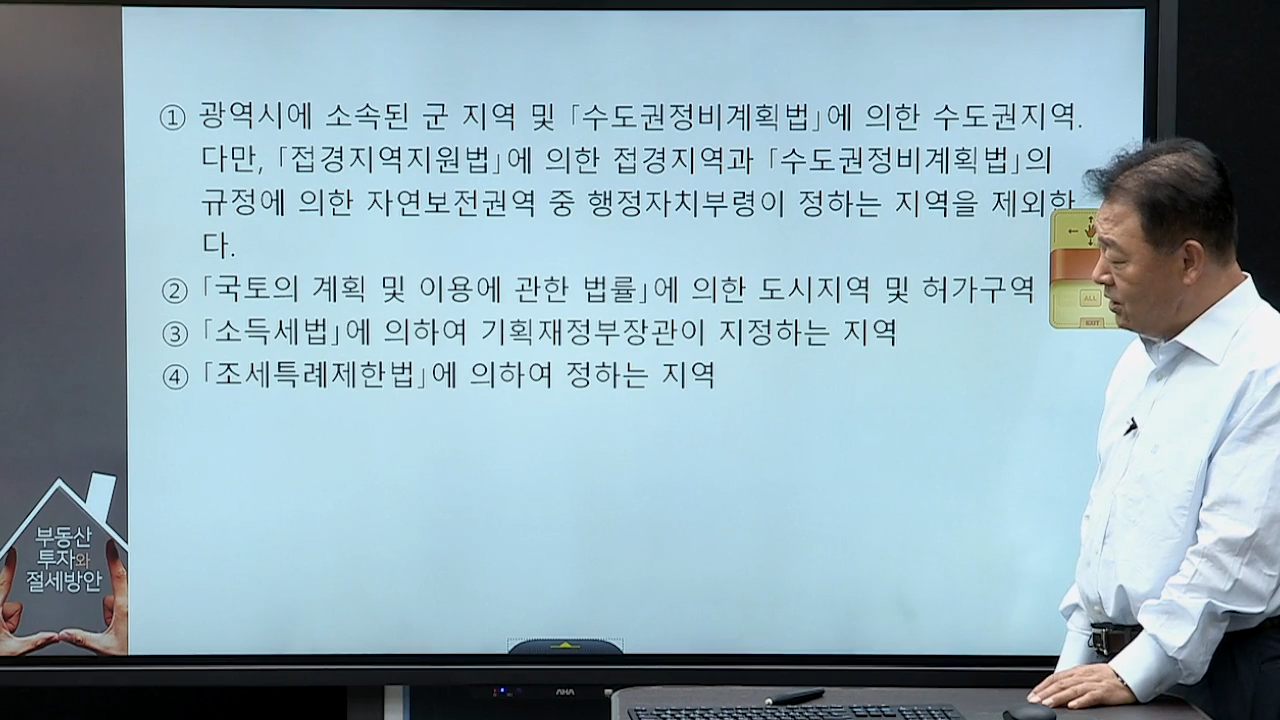 ① 광역시에 소속된 군 지역 및 「수도권정비계획법」에 의한 수도권지역.
다만, 「접경지역지원법」에 의한 접경지역과 「수도권정비계획법」의
규정에 의한 자연보전권역 중 행정자치부령이 정하는 지역을 제외한
다.
② 「국토의 계획 및 이용에 관한 법률」에 의한 도시지역 및 허가구역
③ 「소득세법」에 의하여 기획재정부장관이 지정하는 지역
④ 「조세특례제한법」에 의하여 정하는 지역
ALL
EXIT
부동산
투자와
절세방안
AHA